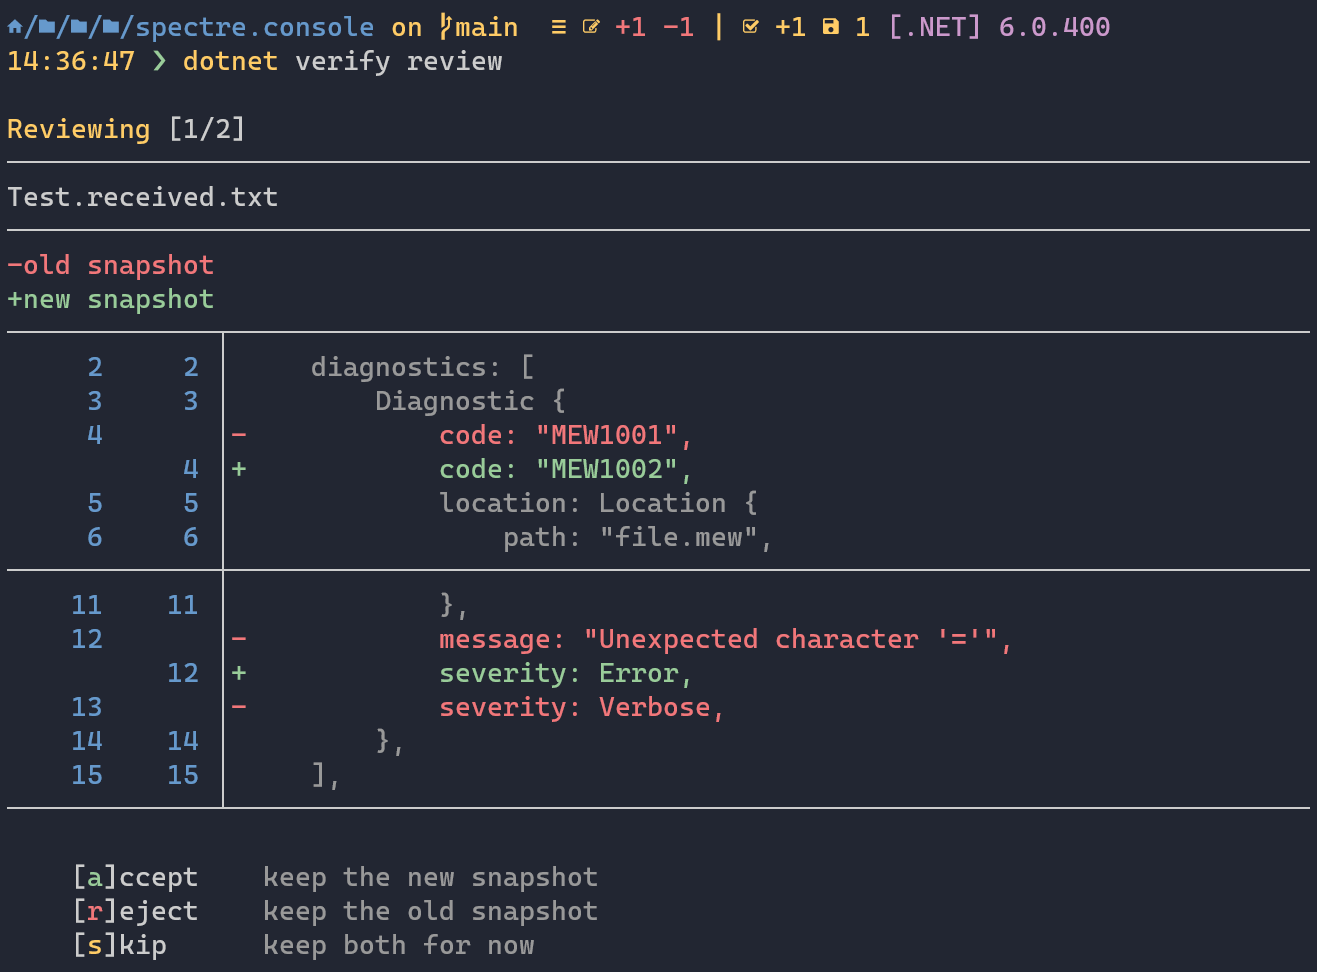 / / / /spectre.console on main ≡ +1 −1 | +1 1 [.NET] 6.0.400
14:36:47 ❯ dotnet verify review
Reviewing [1/2]
Test.received.txt
-old snapshot
+new snapshot
2 2 diagnostics: [
3 3 Diagnostic {
4 - code: "MEW1001",
4 + code: "MEW1002",
5 5 location: Location {
6 6 path: "file.mew",
11 11 },
12 - message: "Unexpected character '='",
12 + severity: Error,
13 - severity: Verbose,
14 14 },
15 15 ],
[a]ccept keep the new snapshot
[r]eject keep the old snapshot
[s]kip keep both for now